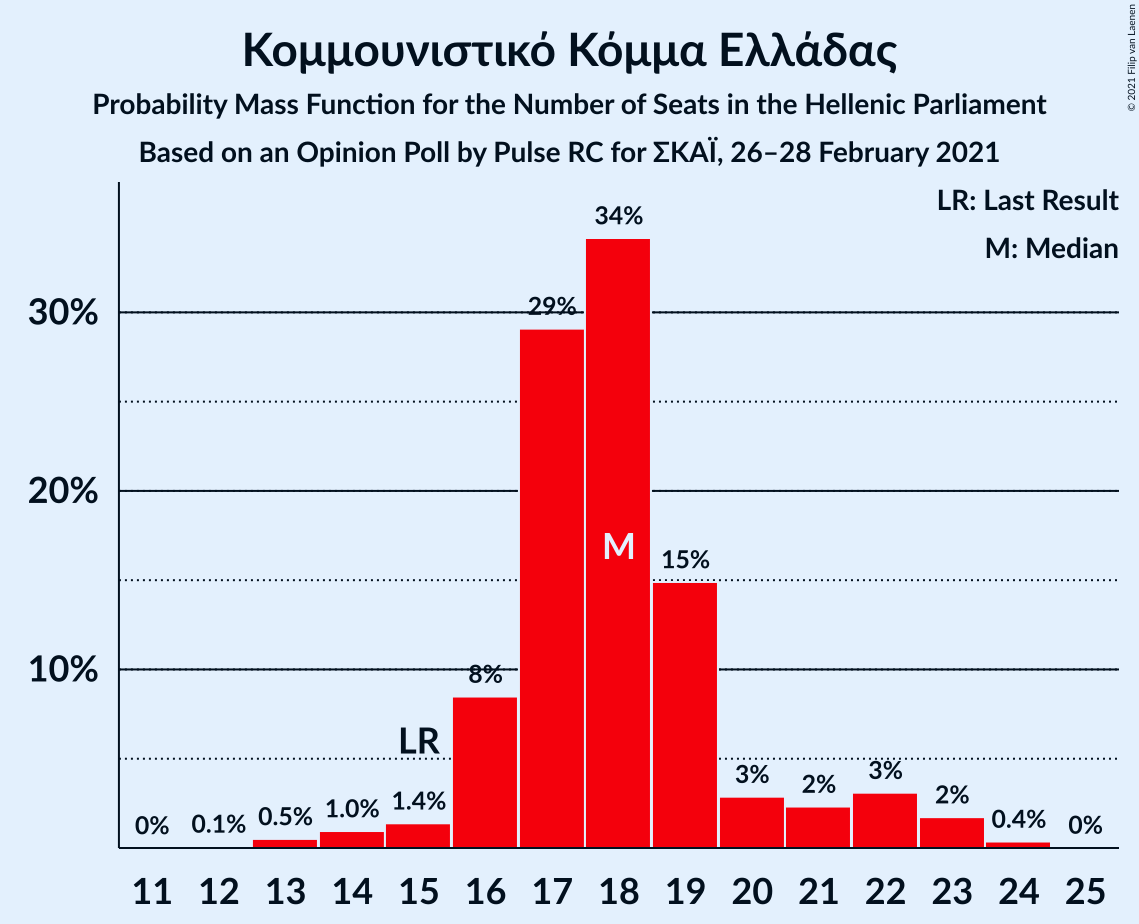 Κομμουνιστικό Κόμμα Ελλάδας
Probability Mass Function for the Number of Seats in the Hellenic Parliament
Based on an Opinion Poll by Pulse RC for ΣΚΑΪ, 26–28 February 2021
© 2021 Filip van Laenen
LR: Last Result
M: Median
30%
20%
10%
0%
0.1%
0.5%
1.0%
1.4%
LR
8%
29%
34%
M
15%
3%
2%
3%
2%
0.4%
0%
11 12 13 14 15 16 17 18 19 20 21 22 23 24 25